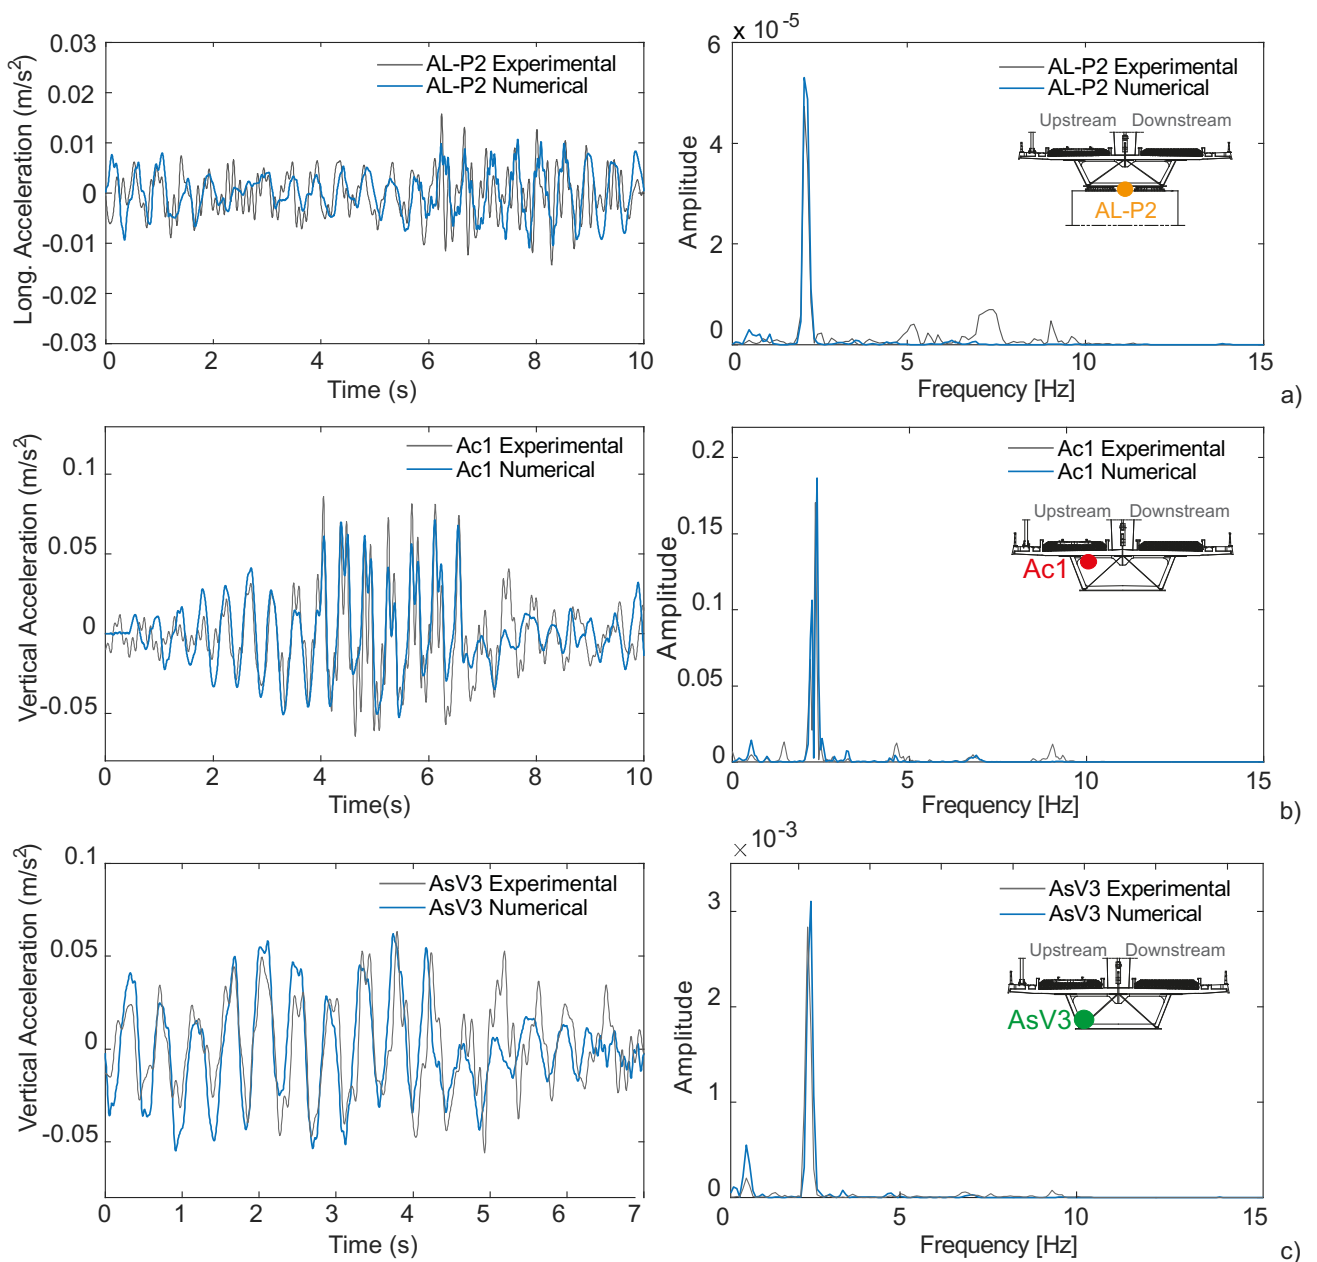 0.03
0.02
0.01
0
-0.01
-0.02
-0.03
Long. Acceleration (m/s²)
AL-P2 Experimental
AL-P2 Numerical
0 2 4 6 8 10
Time (s)
x 10 -5
6
4
2
0
Amplitude
AL-P2 Experimental
AL-P2 Numerical
Upstream Downstream
AL-P2
0 5 10 15
Frequency [Hz]
a)
0.1
0.05
0
-0.05
Vertical Acceleration (m/s²)
Ac1 Experimental
Ac1 Numerical
0 2 4 6 8 10
Time(s)
0.2
0.15
0.1
0.05
0
Amplitude
Ac1 Experimental
Ac1 Numerical
Upstream Downstream
Ac1
0 5 10 15
Frequency [Hz]
b)
0.1
0.05
0
-0.05
Vertical Acceleration (m/s²)
AsV3 Experimental
AsV3 Numerical
0 1 2 3 4 5 6 7
Time (s)
× 10-3
3
2
1
0
Amplitude
AsV3 Experimental
AsV3 Numerical
Upstream Downstream
AsV3
0 5 10 15
Frequency [Hz]
c)